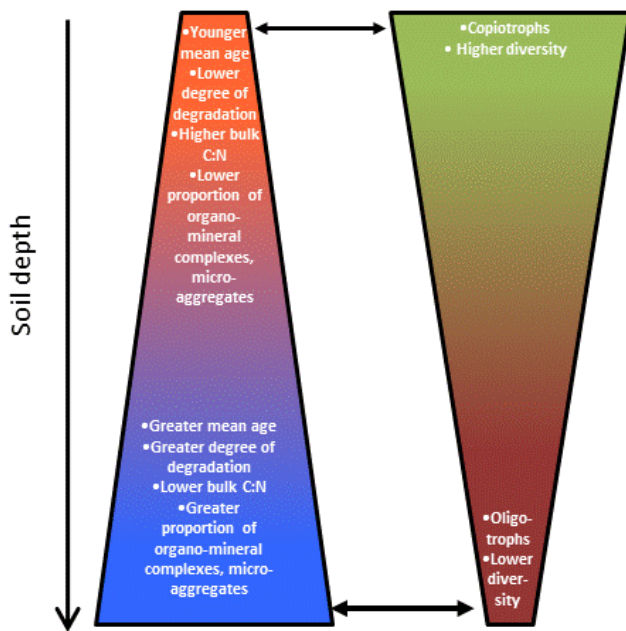 Soil depth
•Younger
mean age
•Lower
degree of
degradation
•Higher bulk
C:N
•Lower
proportion of
organo-
mineral
complexes,
micro-
aggregates
•Greater mean age
•Greater degree of
degradation
•Lower bulk C:N
•Greater
proportion of
organo-mineral
complexes, micro-
aggregates
•Copiotrophs
• Higher diversity
•Oligo-
trophs
•Lower
diver-
sity